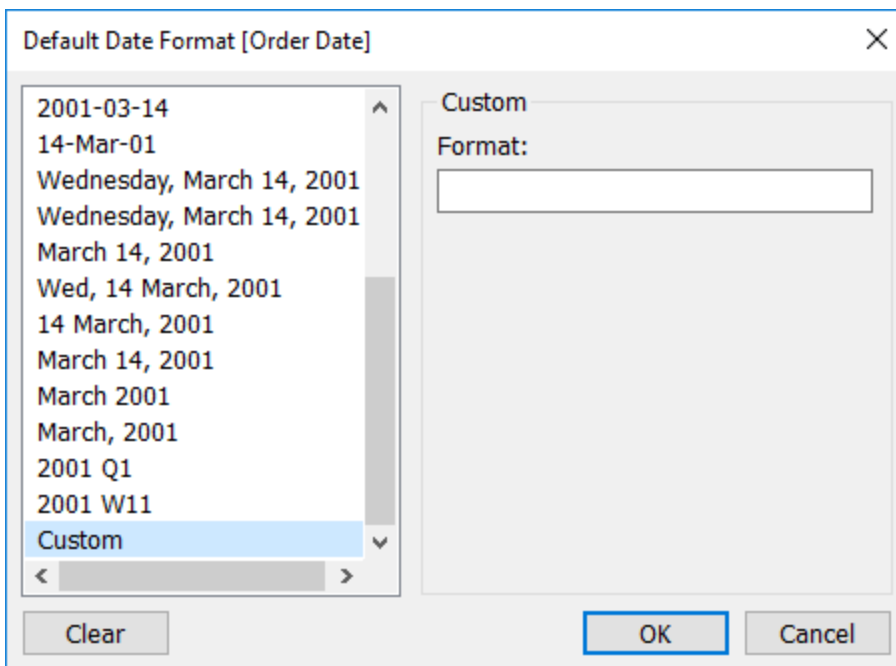 Default Date Format [Order Date]
2001-03-14
14-Mar-01
Wednesday, March 14, 2001
Wednesday, March 14, 2001
March 14, 2001
Wed, 14 March, 2001
14 March, 2001
March 14, 2001
March 2001
March, 2001
2001 Q1
2001 W11
Custom
Custom
Format:
Clear
OK
Cancel